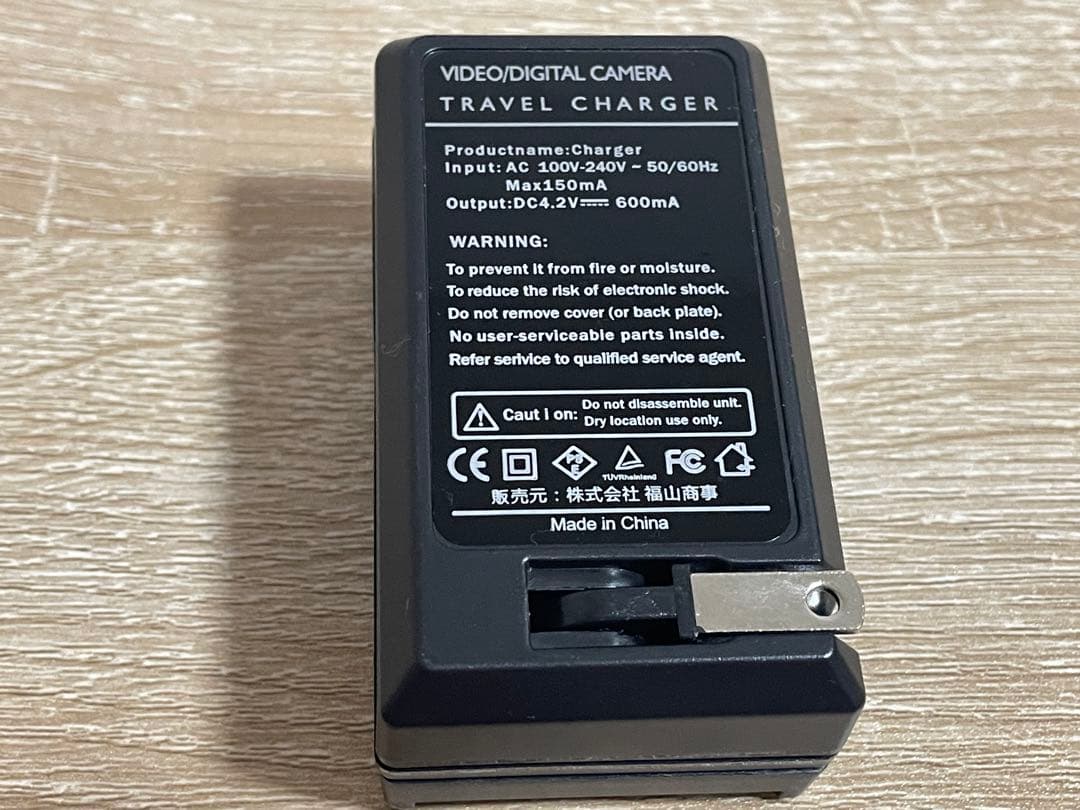 VIDEO/DIGITAL CAMERA
TRAVEL CHARGER
Productname:Charger
Input: AC 100V-240V ~ 50/60Hz
Max150mA
Output:DC4.2V⎓ 600mA
WARNING:
To prevent it from fire or moisture.
To reduce the risk of electronic shock.
Do not remove cover (or back plate).
No user-serviceable parts inside.
Refer serivice to qualified service agent.
Caut i on: Do not disassemble unit.
Dry location use only.
CE PSE TÜVRheinland FC
販売元：株式会社 福山商事
Made in China